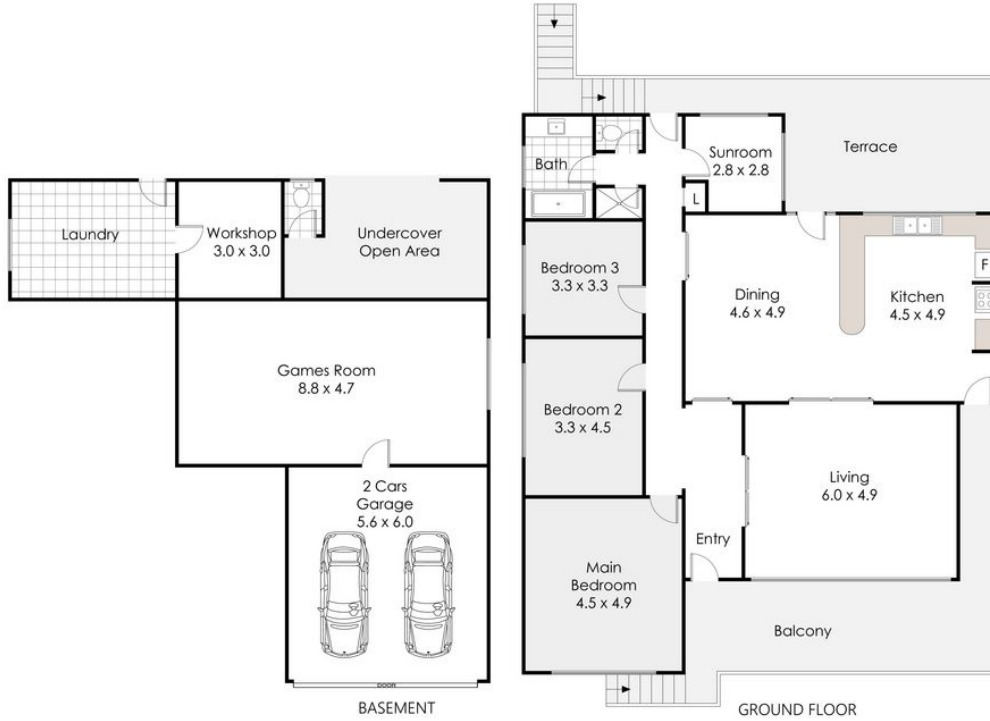 Laundry
Workshop
3.0 x 3.0
Undercover
Open Area
Games Room
8.8 x 4.7
2 Cars
Garage
5.6 x 6.0
DOOR
BASEMENT
Bath
Sunroom
2.8 x 2.8
Terrace
L
Bedroom 3
3.3 x 3.3
Dining
4.6 x 4.9
Kitchen
4.5 x 4.9
F
Bedroom 2
3.3 x 4.5
Living
6.0 x 4.9
Entry
Main
Bedroom
4.5 x 4.9
Balcony
GROUND FLOOR